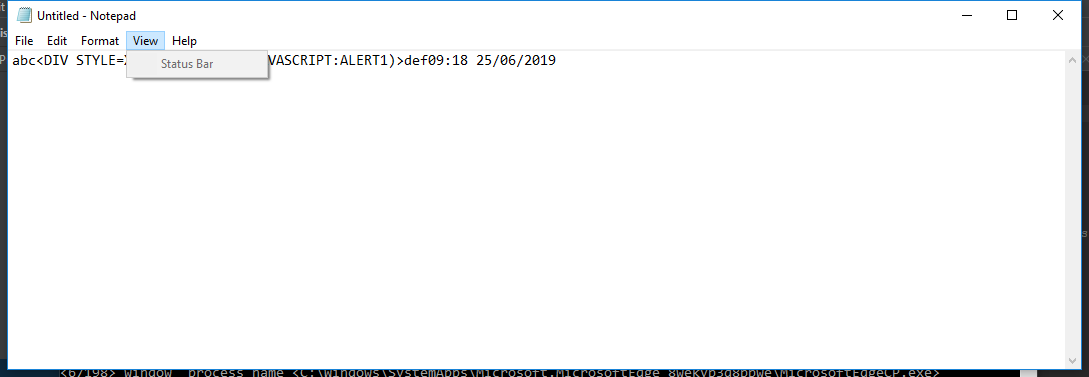 Untitled - Notepad
File Edit Format View Help
abc<DIV STYLE= VASCRIPT:ALERT1)>def09:18 25/06/2019
Status Bar
<6/198> window process name <C:\Windows\SystemApps\Microsoft.MicrosoftEdge_8wekyb3d8bbwe\MicrosoftEdgeCP.exe>